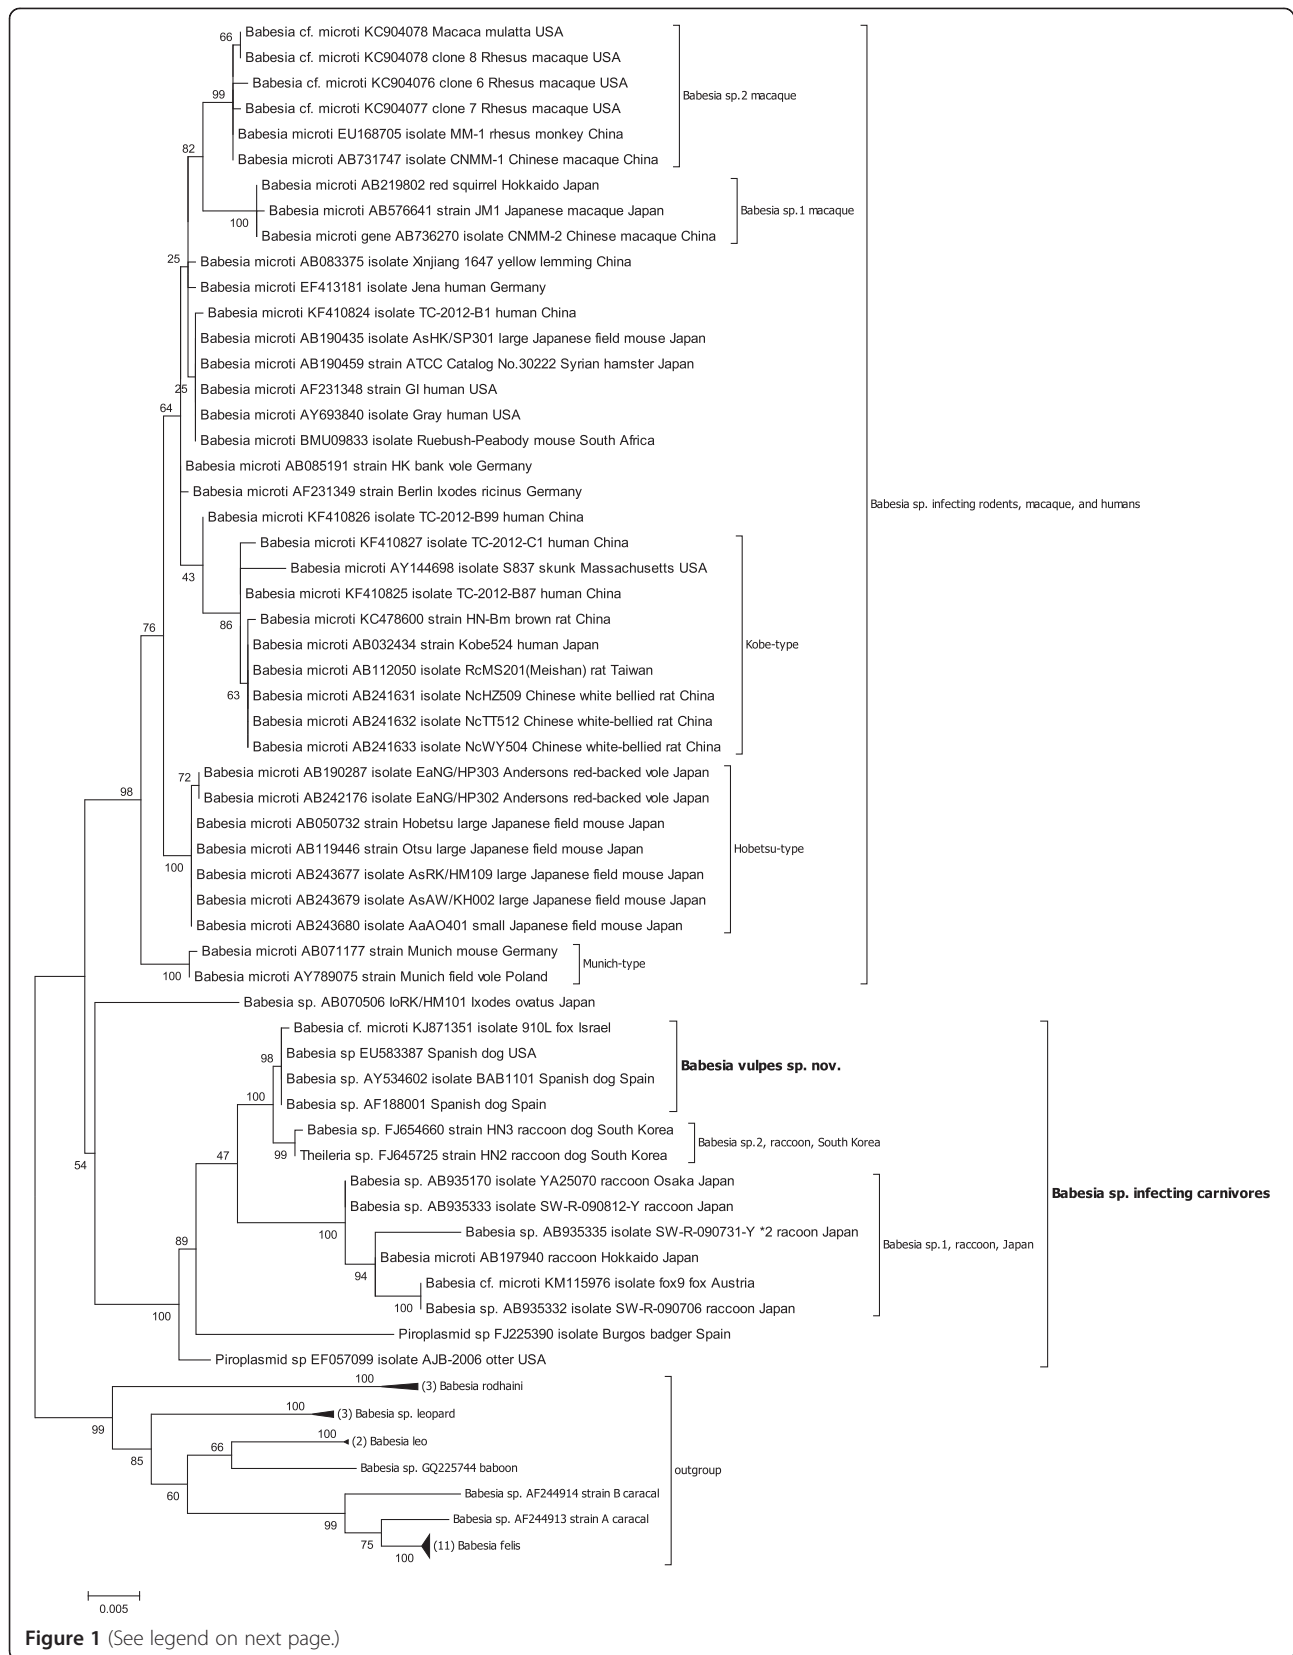 66
Babesia cf. microti KC904078 Macaca mulatta USA
Babesia cf. microti KC904078 clone 8 Rhesus macaque USA
Babesia cf. microti KC904076 clone 6 Rhesus macaque USA
99
Babesia sp.2 macaque
Babesia cf. microti KC904077 clone 7 Rhesus macaque USA
Babesia microti EU168705 isolate MM-1 rhesus monkey China
82
Babesia microti AB731747 isolate CNMM-1 Chinese macaque China
Babesia microti AB219802 red squirrel Hokkaido Japan
Babesia microti AB576641 strain JM1 Japanese macaque Japan
Babesia sp.1 macaque
100
Babesia microti gene AB736270 isolate CNMM-2 Chinese macaque China
25
Babesia microti AB083375 isolate Xinjiang 1647 yellow lemming China
Babesia microti EF413181 isolate Jena human Germany
Babesia microti KF410824 isolate TC-2012-B1 human China
Babesia microti AB190435 isolate AsHK/SP301 large Japanese field mouse Japan
Babesia microti AB190459 strain ATCC Catalog No.30222 Syrian hamster Japan
25
Babesia microti AF231348 strain GI human USA
64
Babesia microti AY693840 isolate Gray human USA
Babesia microti BMU09833 isolate Ruebush-Peabody mouse South Africa
Babesia microti AB085191 strain HK bank vole Germany
Babesia microti AF231349 strain Berlin Ixodes ricinus Germany
Babesia sp. infecting rodents, macaque, and humans
Babesia microti KF410826 isolate TC-2012-B99 human China
Babesia microti KF410827 isolate TC-2012-C1 human China
43
Babesia microti AY144698 isolate S837 skunk Massachusetts USA
Babesia microti KF410825 isolate TC-2012-B87 human China
86
Babesia microti KC478600 strain HN-Bm brown rat China
76
Babesia microti AB032434 strain Kobe524 human Japan
Kobe-type
Babesia microti AB112050 isolate RcMS201(Meishan) rat Taiwan
63
Babesia microti AB241631 isolate NcHZ509 Chinese white bellied rat China
Babesia microti AB241632 isolate NcTT512 Chinese white-bellied rat China
Babesia microti AB241633 isolate NcWY504 Chinese white-bellied rat China
72
Babesia microti AB190287 isolate EaNG/HP303 Andersons red-backed vole Japan
98
Babesia microti AB242176 isolate EaNG/HP302 Andersons red-backed vole Japan
Babesia microti AB050732 strain Hobetsu large Japanese field mouse Japan
Babesia microti AB119446 strain Otsu large Japanese field mouse Japan
Hobetsu-type
100
Babesia microti AB243677 isolate AsRK/HM109 large Japanese field mouse Japan
Babesia microti AB243679 isolate AsAW/KH002 large Japanese field mouse Japan
Babesia microti AB243680 isolate AaAO401 small Japanese field mouse Japan
Babesia microti AB071177 strain Munich mouse Germany
Munich-type
100
Babesia microti AY789075 strain Munich field vole Poland
Babesia sp. AB070506 IoRK/HM101 Ixodes ovatus Japan
Babesia cf. microti KJ871351 isolate 910L fox Israel
98
Babesia sp EU583387 Spanish dog USA
Babesia vulpes sp. nov.
Babesia sp. AY534602 isolate BAB1101 Spanish dog Spain
100
Babesia sp. AF188001 Spanish dog Spain
Babesia sp. FJ654660 strain HN3 raccoon dog South Korea
Babesia sp.2, raccoon, South Korea
99
Theileria sp. FJ645725 strain HN2 raccoon dog South Korea
54
47
Babesia sp. AB935170 isolate YA25070 raccoon Osaka Japan
Babesia sp. infecting carnivores
Babesia sp. AB935333 isolate SW-R-090812-Y raccoon Japan
100
Babesia sp. AB935335 isolate SW-R-090731-Y *2 racoon Japan
89
Babesia sp.1, raccoon, Japan
Babesia microti AB197940 raccoon Hokkaido Japan
94
Babesia cf. microti KM115976 isolate fox9 fox Austria
100
Babesia sp. AB935332 isolate SW-R-090706 raccoon Japan
100
Piroplasmid sp FJ225390 isolate Burgos badger Spain
Piroplasmid sp EF057099 isolate AJB-2006 otter USA
100
(3) Babesia rodhaini
100
(3) Babesia sp. leopard
99
100
(2) Babesia leo
66
85
Babesia sp. GQ225744 baboon
outgroup
60
Babesia sp. AF244914 strain B caracal
99
Babesia sp. AF244913 strain A caracal
75
(11) Babesia felis
100
0.005
Figure 1 (See legend on next page.)